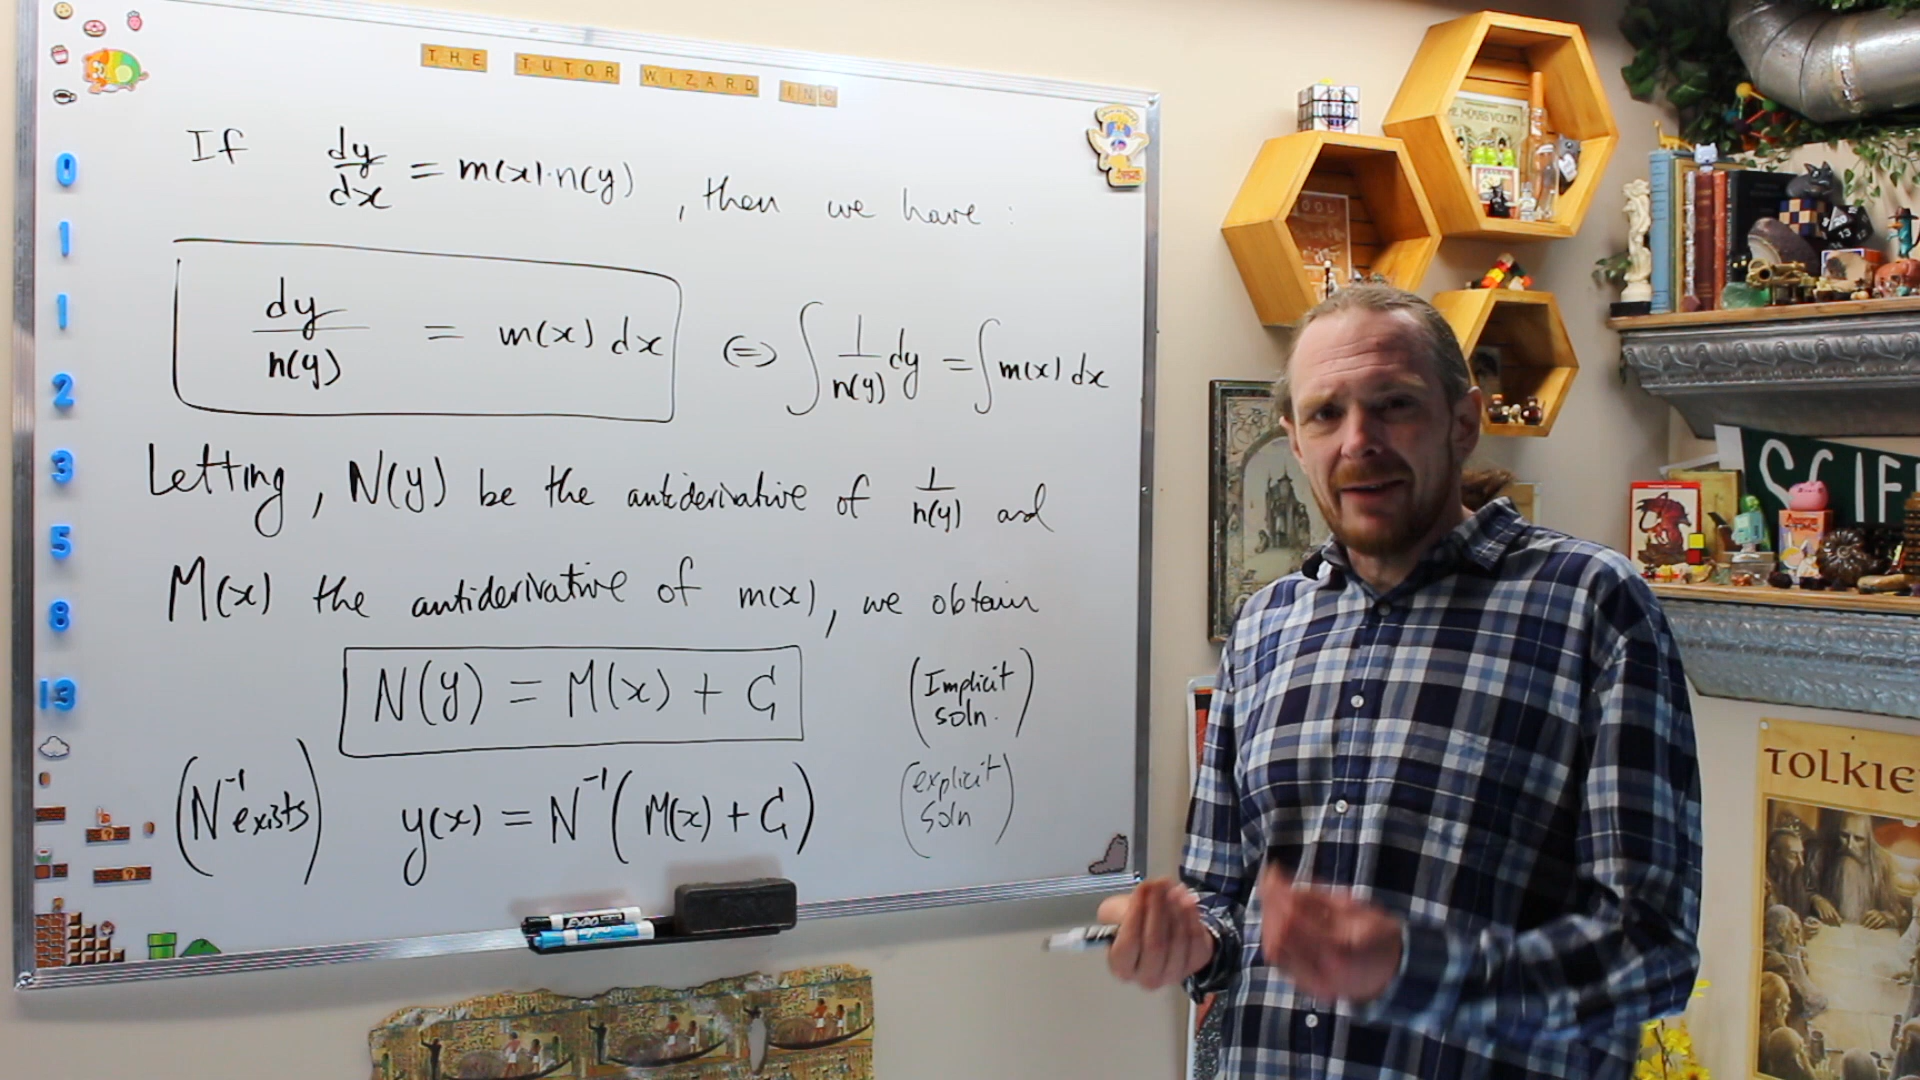 THE TUTOR WIZARD INC
If dy/dx = m(x)·n(y), then we have:
dy/n(y) = m(x) dx ⇔ ∫ 1/n(y) dy = ∫ m(x) dx
Letting, N(y) be the antiderivative of 1/n(y) and
M(x) the antiderivative of m(x), we obtain
N(y) = M(x) + C
(Implicit
soln.)
(N⁻¹ exists) y(x) = N⁻¹(M(x) + C)
(explicit
soln)
0
1
1
2
3
5
8
13
EXPO
SCIF
TOLKIE